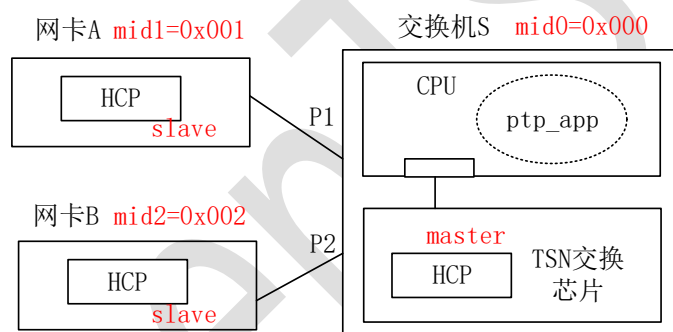 网卡A mid1=0x001
HCP
slave
P1
网卡B mid2=0x002
HCP
slave
P2
交换机S mid0=0x000
CPU
ptp_app
master
HCP
TSN交换
芯片